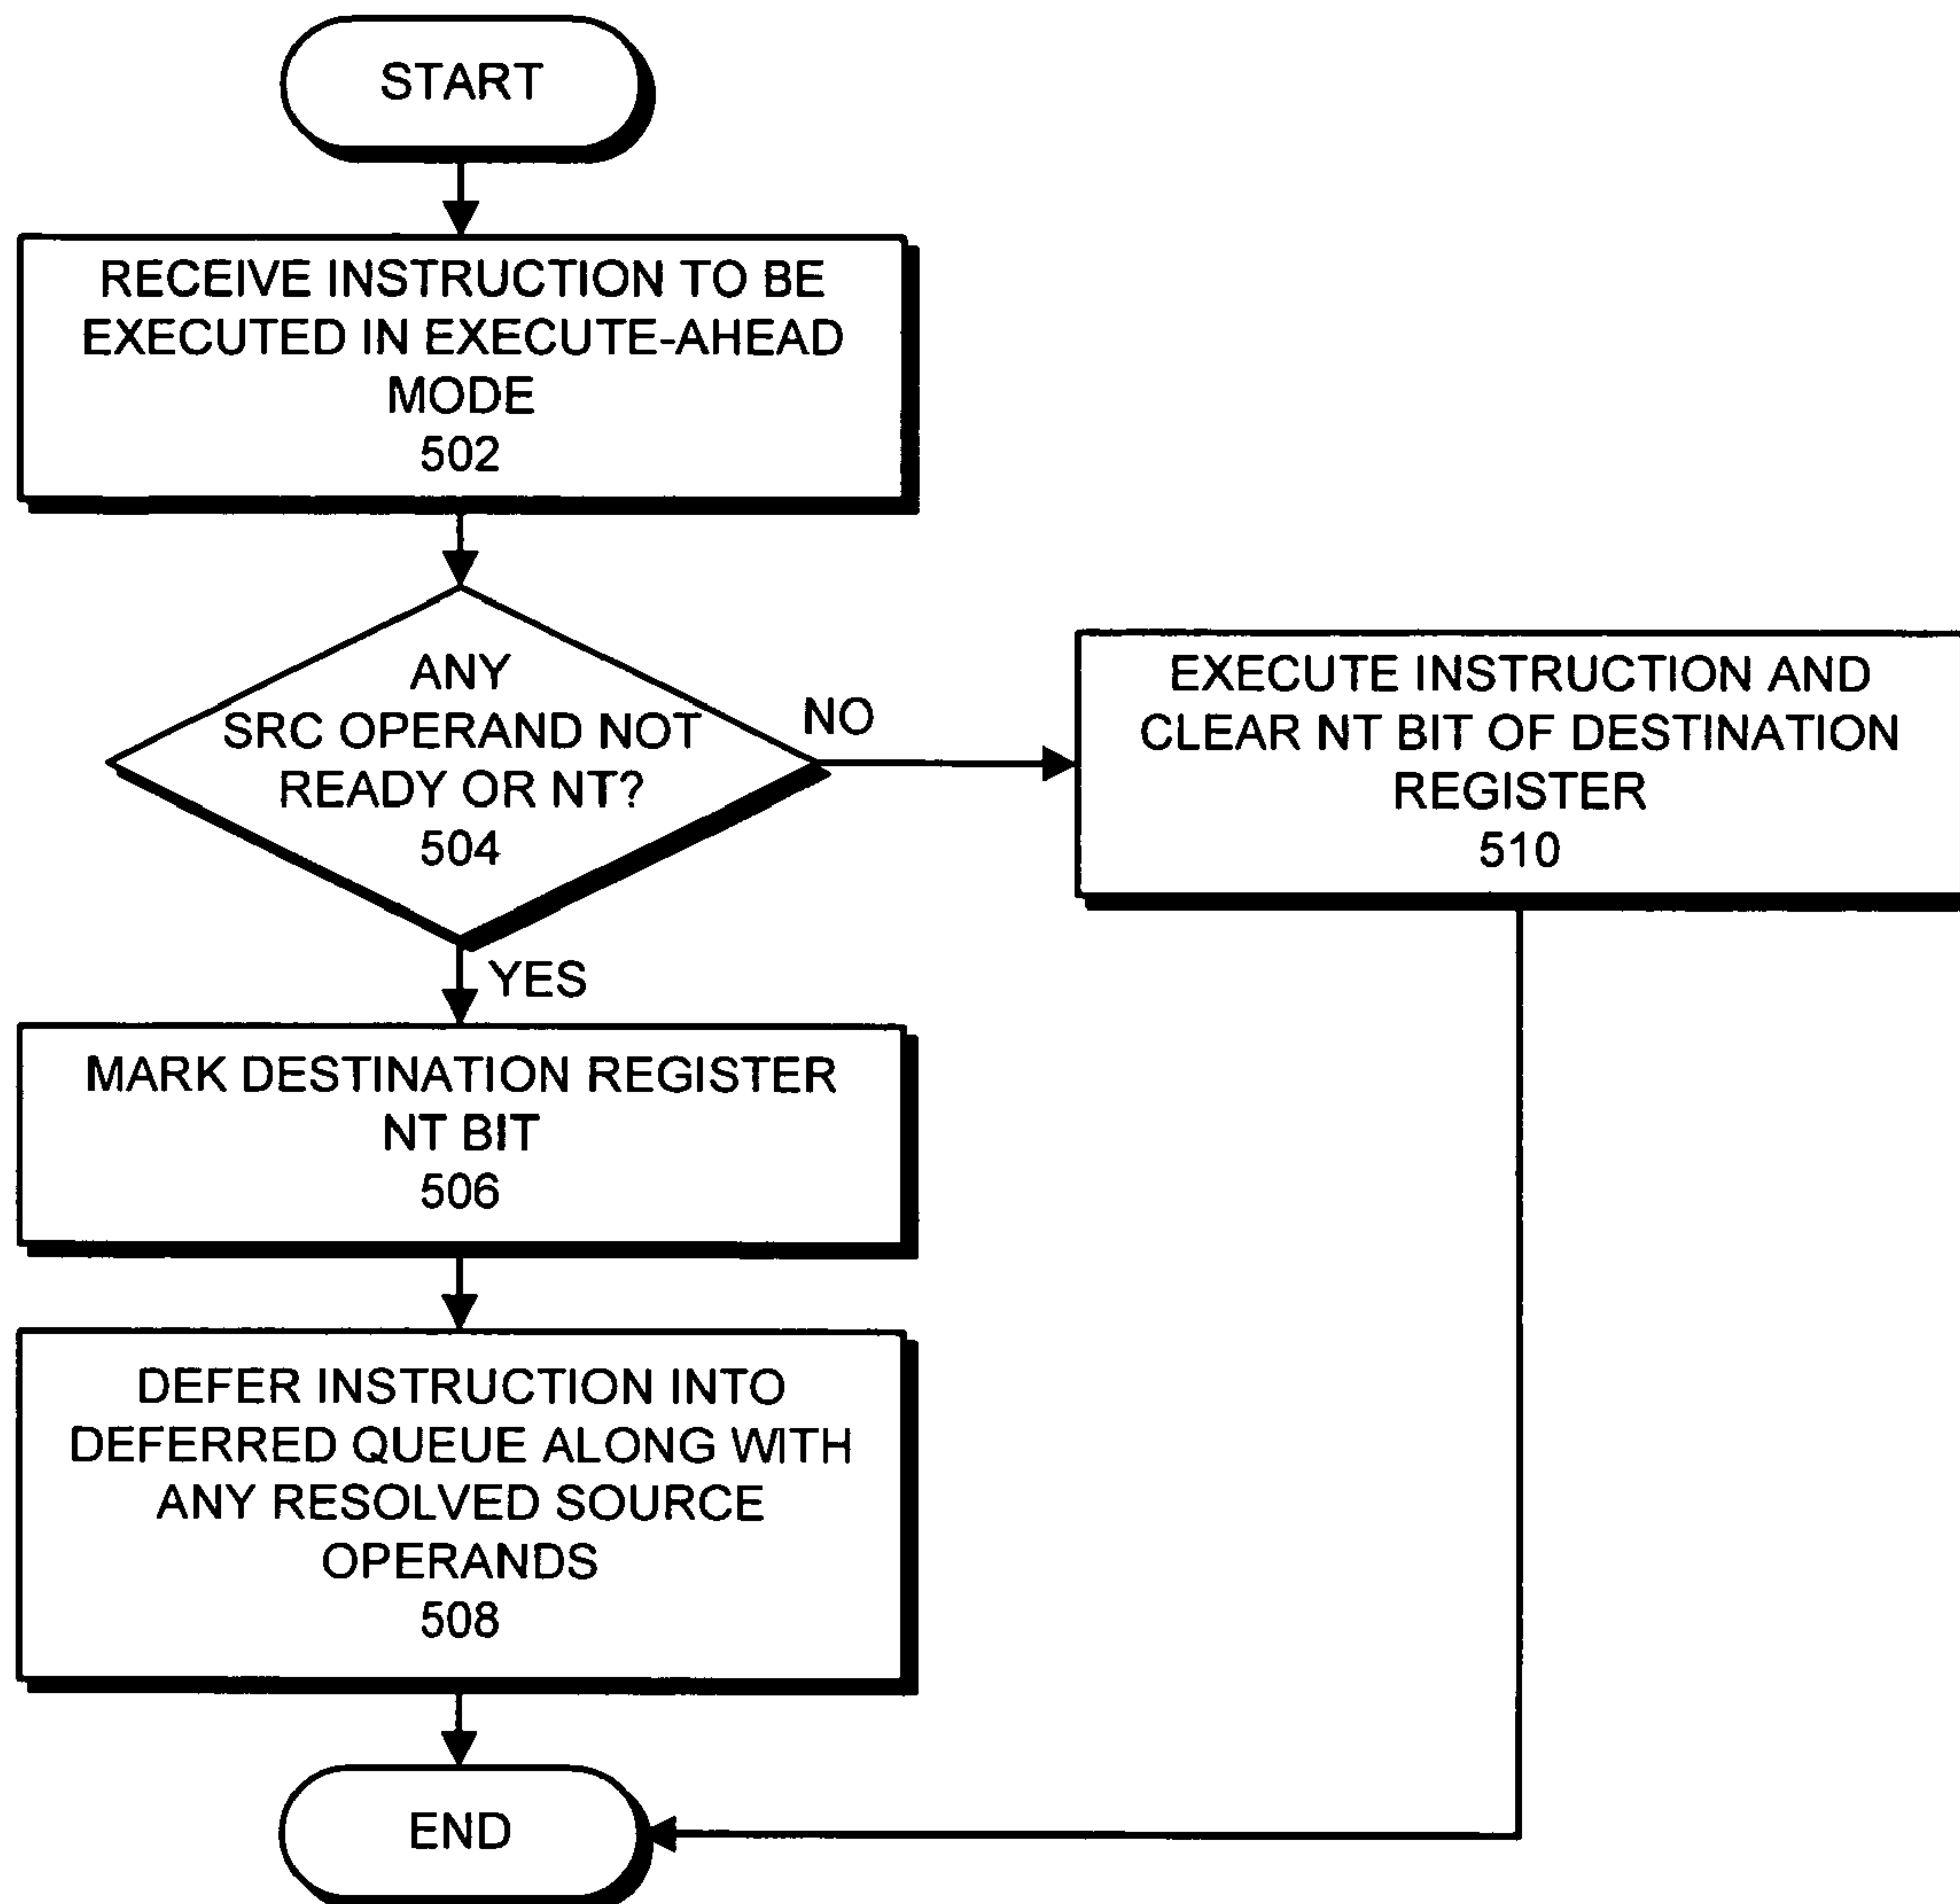 START
RECEIVE INSTRUCTION TO BE
EXECUTED IN EXECUTE-AHEAD
MODE
502
ANY
SRC OPERAND NOT
READY OR NT?
504
NO
EXECUTE INSTRUCTION AND
CLEAR NT BIT OF DESTINATION
REGISTER
510
YES
MARK DESTINATION REGISTER
NT BIT
506
DEFER INSTRUCTION INTO
DEFERRED QUEUE ALONG WITH
ANY RESOLVED SOURCE
OPERANDS
508
END